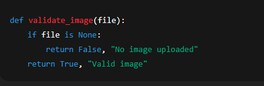 def validate_image(file):
    if file is None:
        return False, "No image uploaded"
    return True, "Valid image"